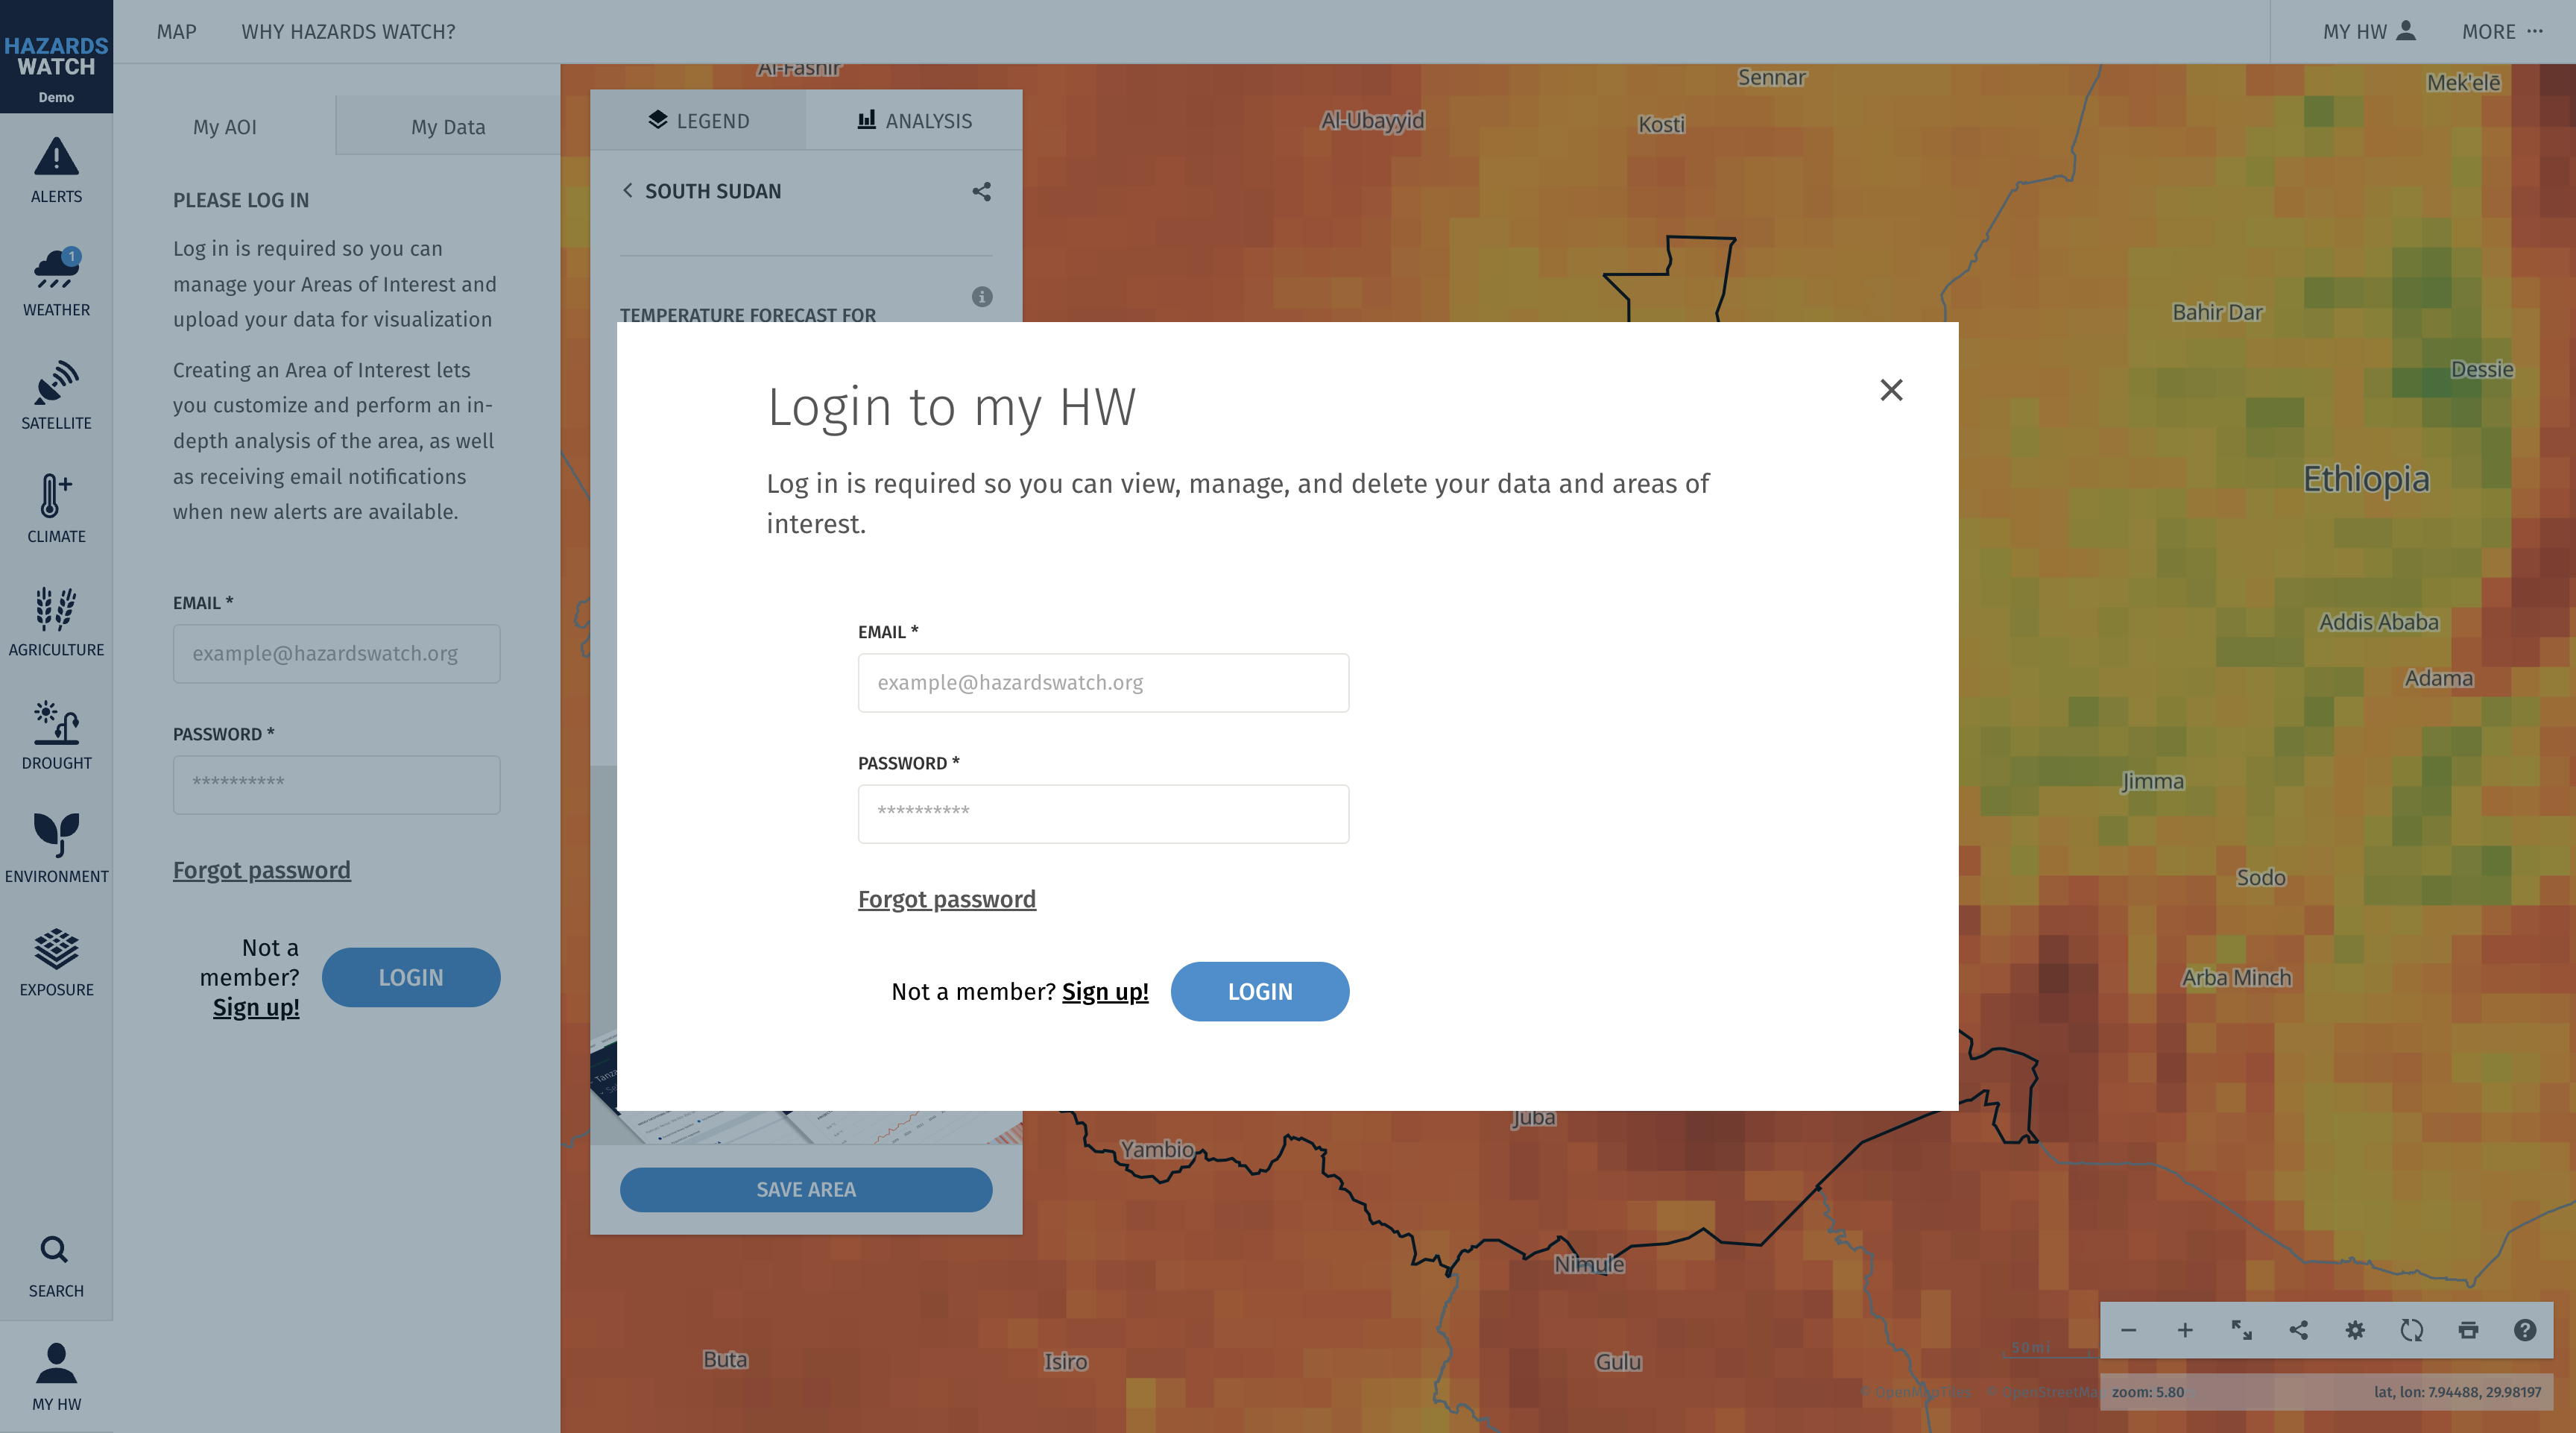 HAZARDS
WATCH
Demo
MAP
WHY HAZARDS WATCH?
MY HW
MORE
ALERTS
1
WEATHER
SATELLITE
CLIMATE
AGRICULTURE
DROUGHT
ENVIRONMENT
EXPOSURE
SEARCH
MY HW
My AOI
My Data
PLEASE LOG IN
Log in is required so you can
manage your Areas of Interest and
upload your data for visualization
Creating an Area of Interest lets
you customize and perform an in-
depth analysis of the area, as well
as receiving email notifications
when new alerts are available.
EMAIL *
example@hazardswatch.org
PASSWORD *
**********
Forgot password
Not a
member?
Sign up!
LOGIN
LEGEND
ANALYSIS
SOUTH SUDAN
TEMPERATURE FORECAST FOR
SAVE AREA
Login to my HW
Log in is required so you can view, manage, and delete your data and areas of
interest.
EMAIL *
example@hazardswatch.org
PASSWORD *
**********
Forgot password
Not a member? Sign up!
LOGIN
Al-Fashir
Al-Ubayyid
Sennar
Kosti
Mek'elē
Bahir Dar
Dessie
Ethiopia
Addis Ababa
Adama
Jimma
Sodo
Arba Minch
Juba
Yambio
Nimule
Buta
Isiro
Gulu
50mi
© OpenMapTiles © OpenStreetMap
zoom: 5.80
lat, lon: 7.94488, 29.98197